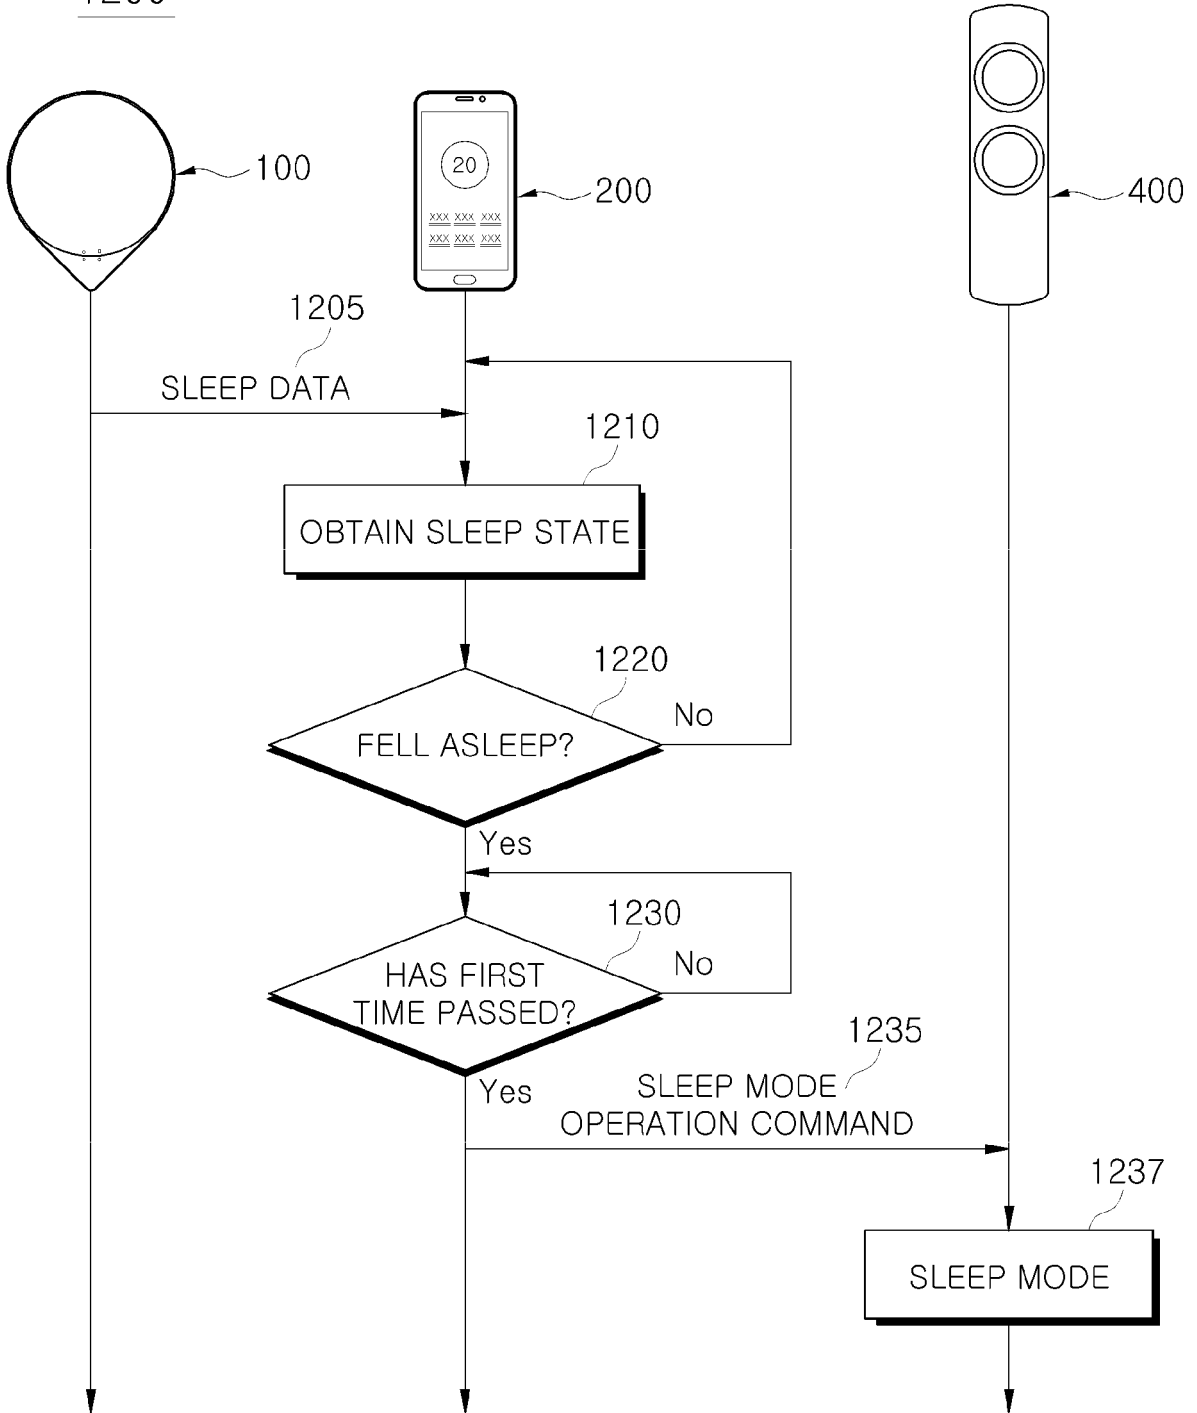 1200
100
20
XXX XXX XXX
XXX XXX XXX
200
400
1205
SLEEP DATA
1210
OBTAIN SLEEP STATE
1220
FELL ASLEEP?
No
Yes
1230
HAS FIRST
TIME PASSED?
No
Yes
1235
SLEEP MODE
OPERATION COMMAND
1237
SLEEP MODE